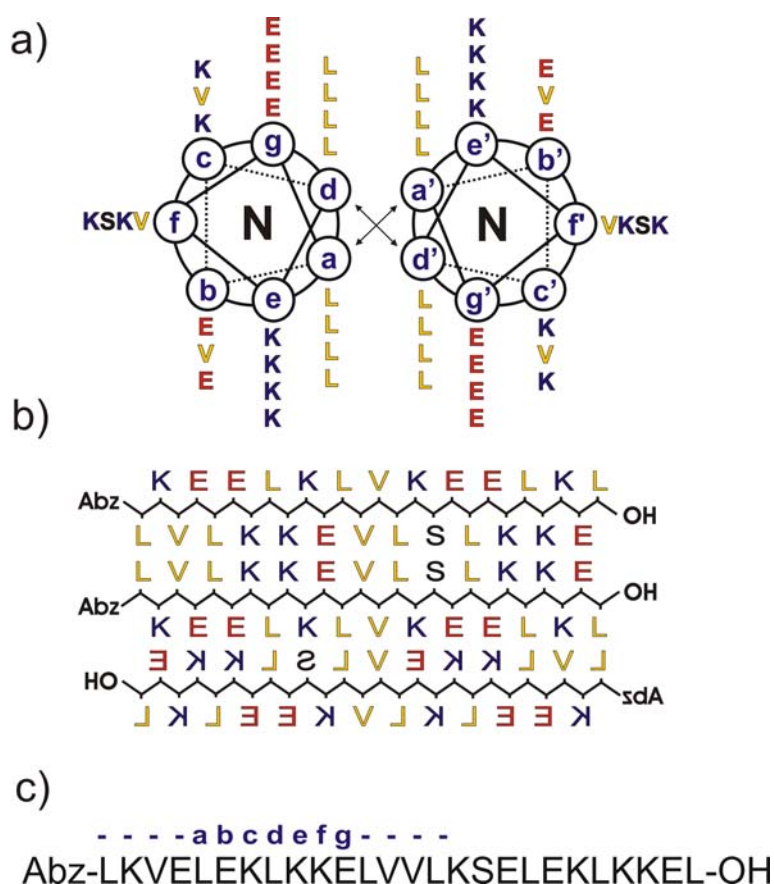 a)
K V K
E E E E
L L L L
L L L L
K K K K
E V E
c g d a' e' b'
KSKV f N N f' VKSK
b e a d' g' c'
E V E
K K K K
L L L L
L L L L
E E E E
K V K
b)
K E E L K L V K E E L K L
Abz OH
L V L K K E V L S L K K E
L V L K K E V L S L K K E
Abz OH
K E E L K L V K E E L K L
E K K L S L V E K K L V L
HO Abz
L K L E E K V L K L E E K
c)
- - - - a b c d e f g - - - -
Abz-LKVELEKLKKELVVLKSELEKLKKEL-OH